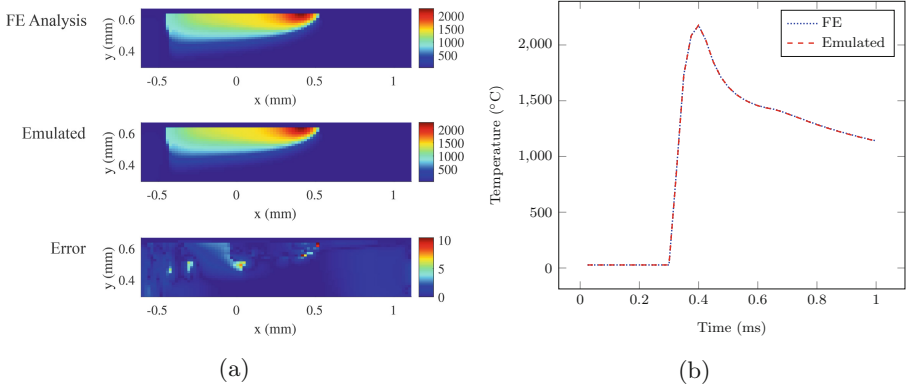 FE Analysis
y (mm)
0.6
0.4
-0.5
0
0.5
1
x (mm)
2000
1500
1000
500
Emulated
y (mm)
0.6
0.4
-0.5
0
0.5
1
x (mm)
2000
1500
1000
500
Error
y (mm)
0.6
0.4
-0.5
0
0.5
1
x (mm)
10
5
0
(a)
FE
Emulated
Temperature (°C)
2,000
1,500
1,000
500
0
0
0.2
0.4
0.6
0.8
1
Time (ms)
(b)